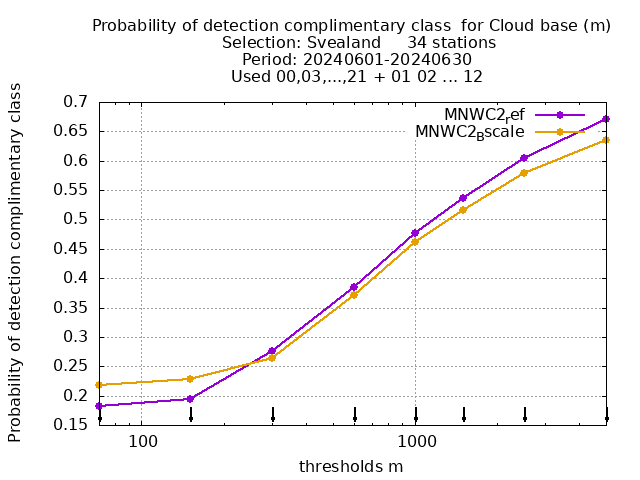 Probability of detection complimentary class  for Cloud base (m)
Selection: Svealand     34 stations
Period: 20240601-20240630
Used 00,03,...,21 + 01 02 ... 12
Probability of detection complimentary class
0.7
0.65
0.6
0.55
0.5
0.45
0.4
0.35
0.3
0.25
0.2
0.15
MNWC2ref
MNWC2Bscale
100
1000
thresholds m